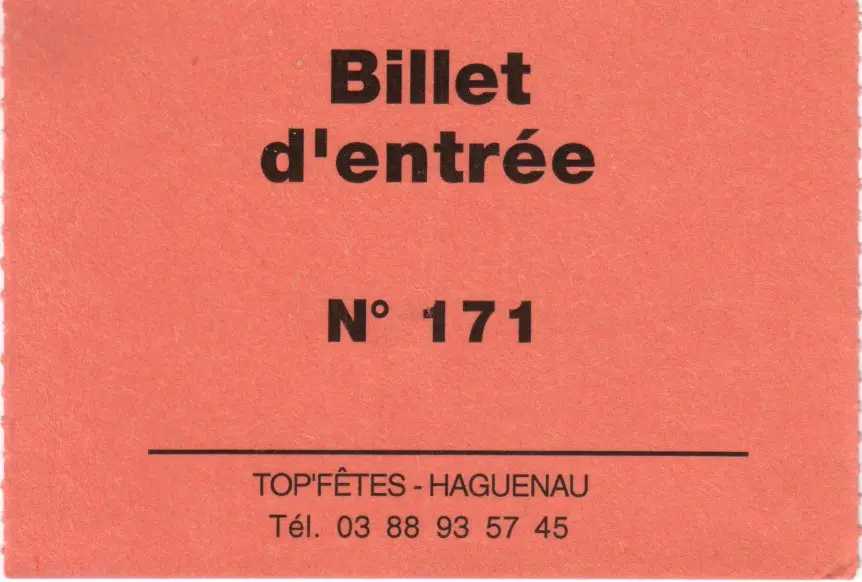 Billet
d'entrée
N° 171
TOP'FÊTES - HAGUENAU
Tél. 03 88 93 57 45